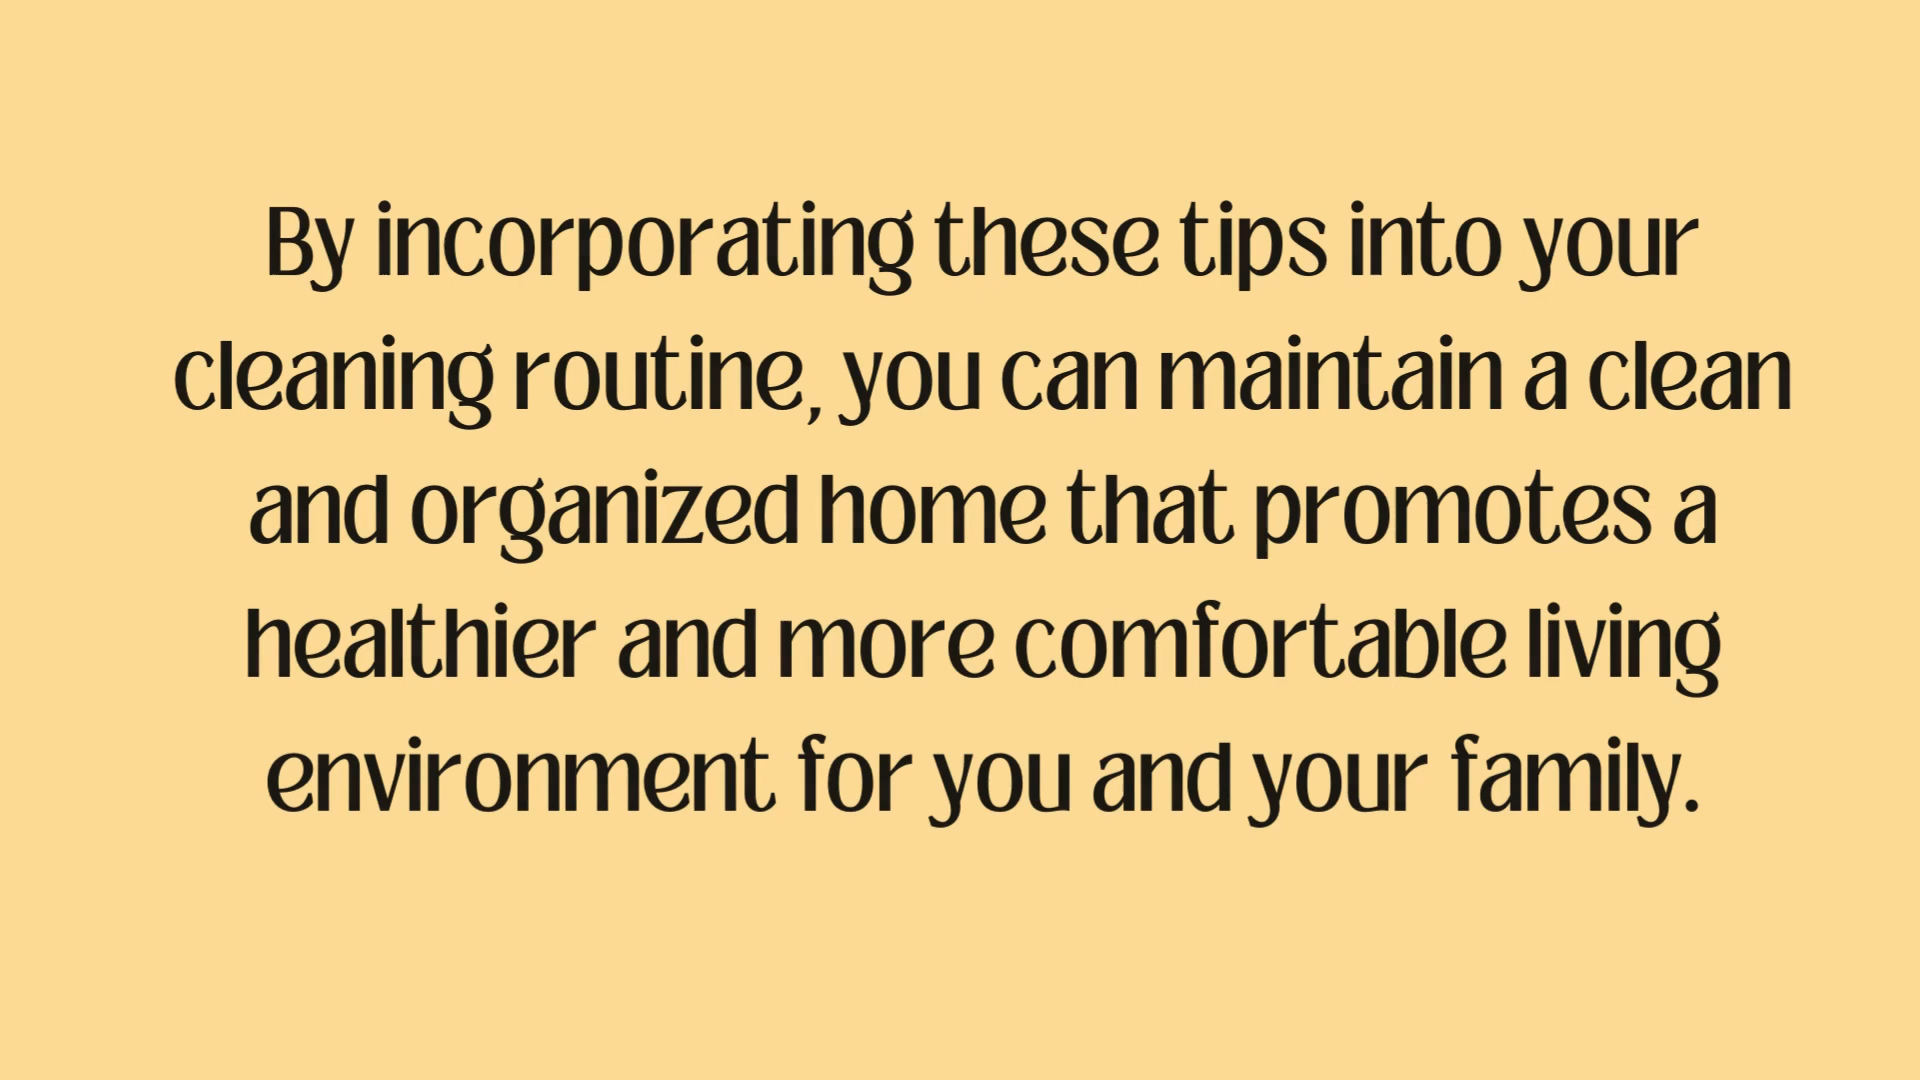 By incorporating these tips into your
cleaning routine, you can maintain a clean
and organized home that promotes a
healthier and more comfortable living
environment for you and your family.